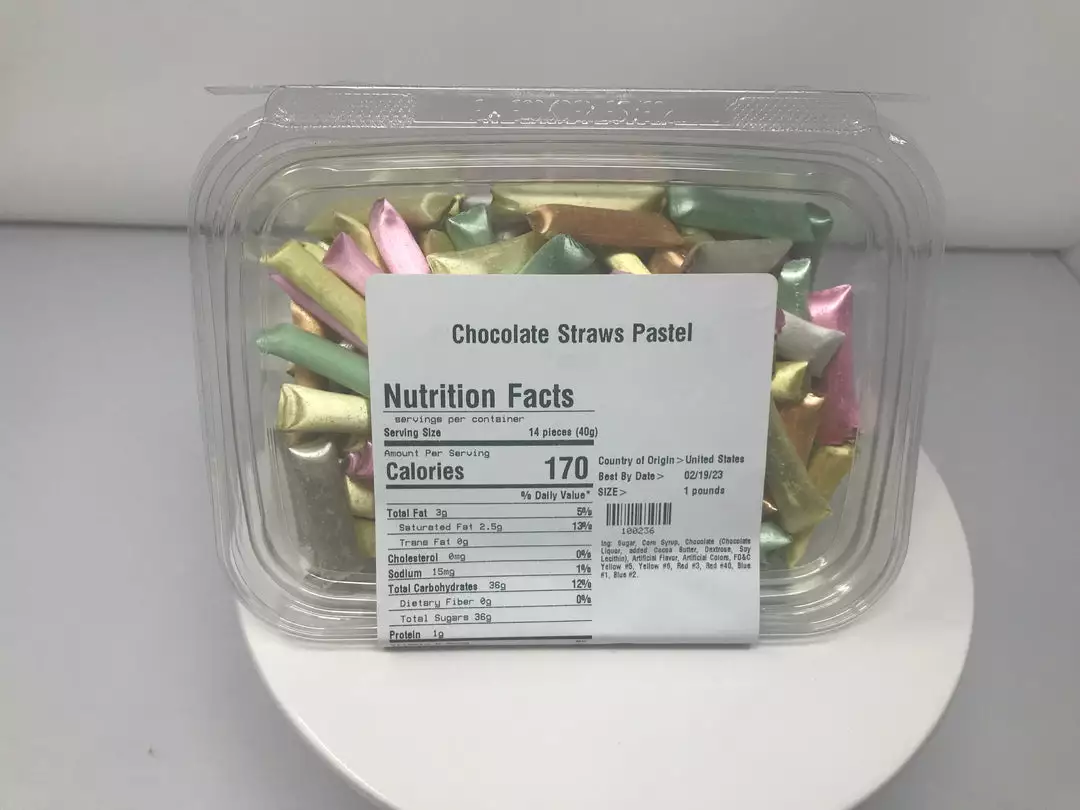 Chocolate Straws Pastel
Nutrition Facts
servings per container
Serving Size 14 pieces (40g)
Amount Per Serving
Calories 170
% Daily Value*
Total Fat 3g 5%
Saturated Fat 2.5g 13%
Trans Fat 0g
Cholesterol 0mg 0%
Sodium 15mg 1%
Total Carbohydrates 36g 12%
Dietary Fiber 0g 0%
Total Sugars 36g
Protein 1g
Country of Origin> United States
Best By Date> 02/19/23
SIZE> 1 pounds
100236
Ing: Sugar, Corn Syrup, Chocolate (Chocolate
Liquor, added Cocoa Butter, Dextrose, Soy
Lecithin), Artificial Flavor, Artificial Colors, FD&C
Yellow #5, Yellow #6, Red #3, Red #40, Blue
#1, Blue #2.